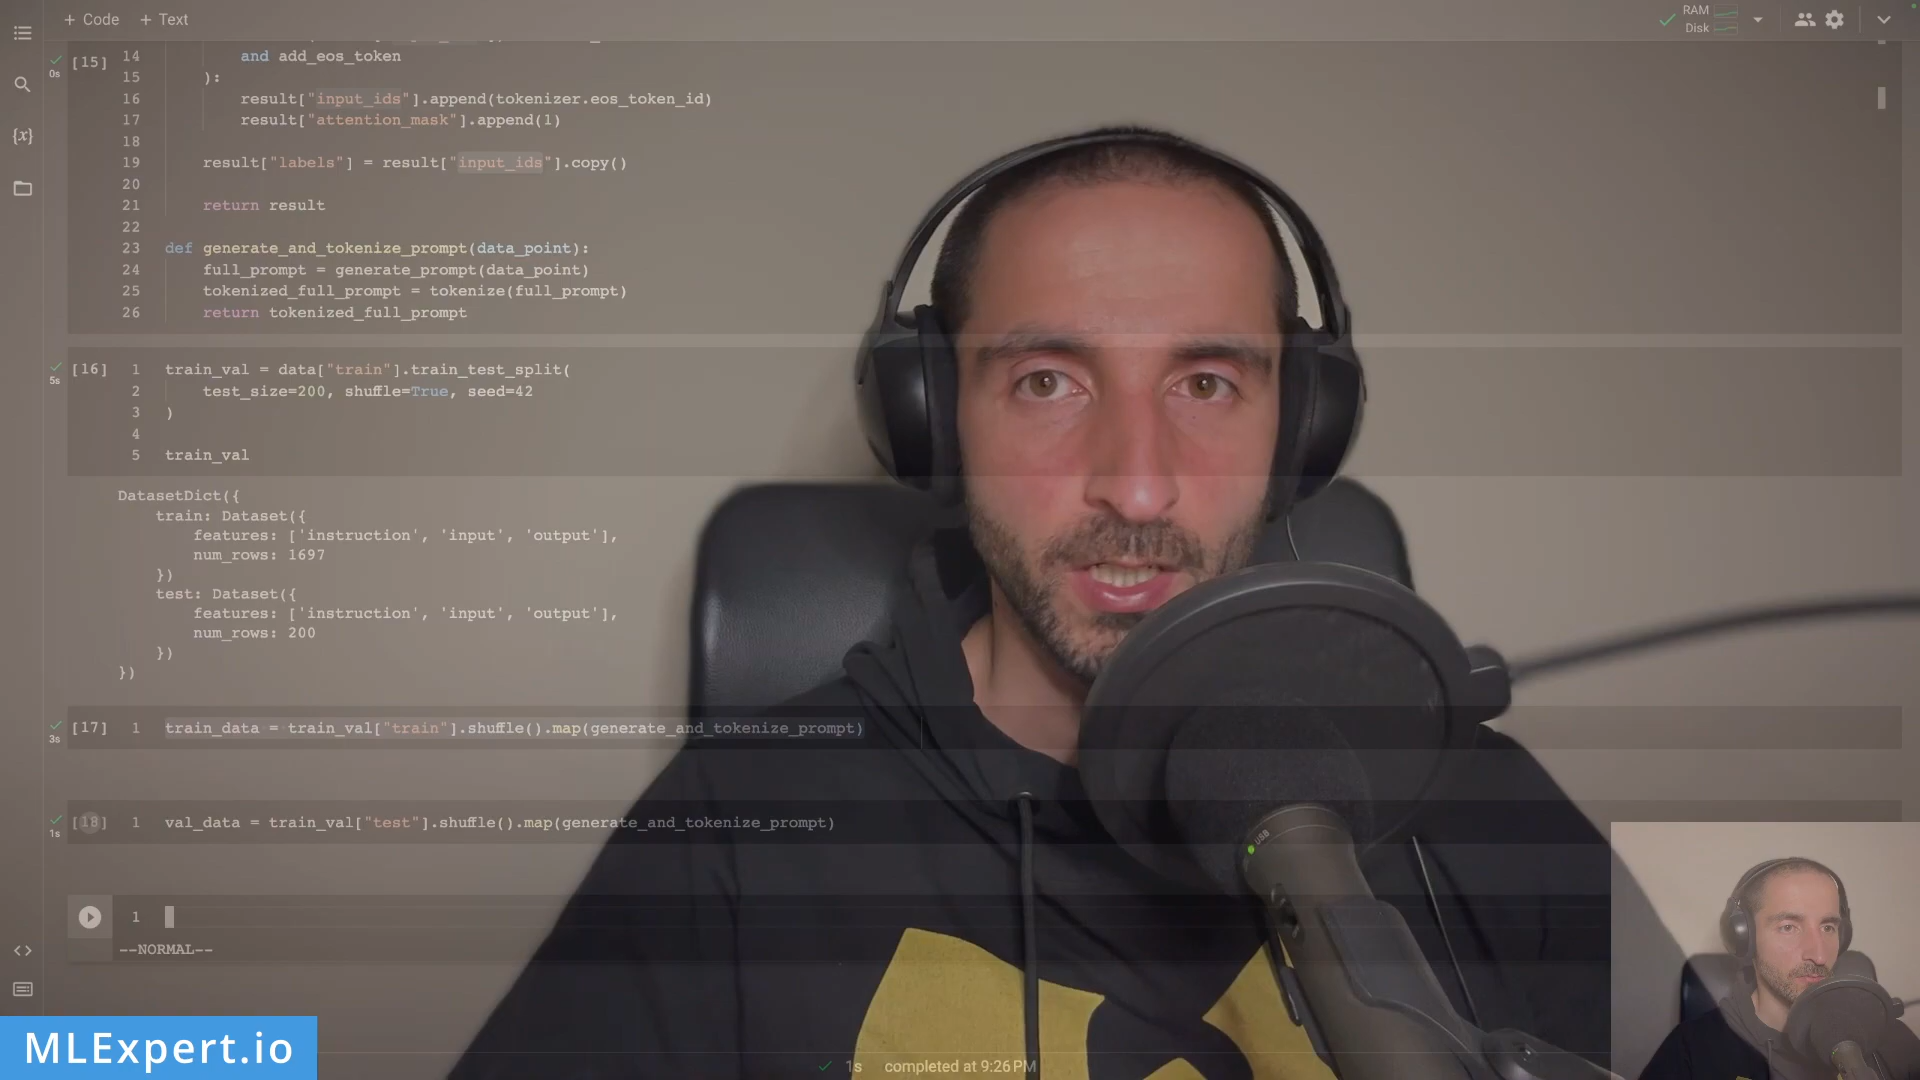 + Code + Text
RAM
Disk
[15]
0s
14 and add_eos_token
15 ):
16 result["input_ids"].append(tokenizer.eos_token_id)
17 result["attention_mask"].append(1)
18
19 result["labels"] = result["input_ids"].copy()
20
21 return result
22
23 def generate_and_tokenize_prompt(data_point):
24 full_prompt = generate_prompt(data_point)
25 tokenized_full_prompt = tokenize(full_prompt)
26 return tokenized_full_prompt
[16]
5s
1 train_val = data["train"].train_test_split(
2 test_size=200, shuffle=True, seed=42
3 )
4
5 train_val
DatasetDict({
train: Dataset({
features: ['instruction', 'input', 'output'],
num_rows: 1697
})
test: Dataset({
features: ['instruction', 'input', 'output'],
num_rows: 200
})
})
[17] 1 train_data = train_val["train"].shuffle().map(generate_and_tokenize_prompt)
3s
[18] 1 val_data = train_val["test"].shuffle().map(generate_and_tokenize_prompt)
1s
USB
1
--NORMAL--
MLExpert.io
1s completed at 9:26 PM